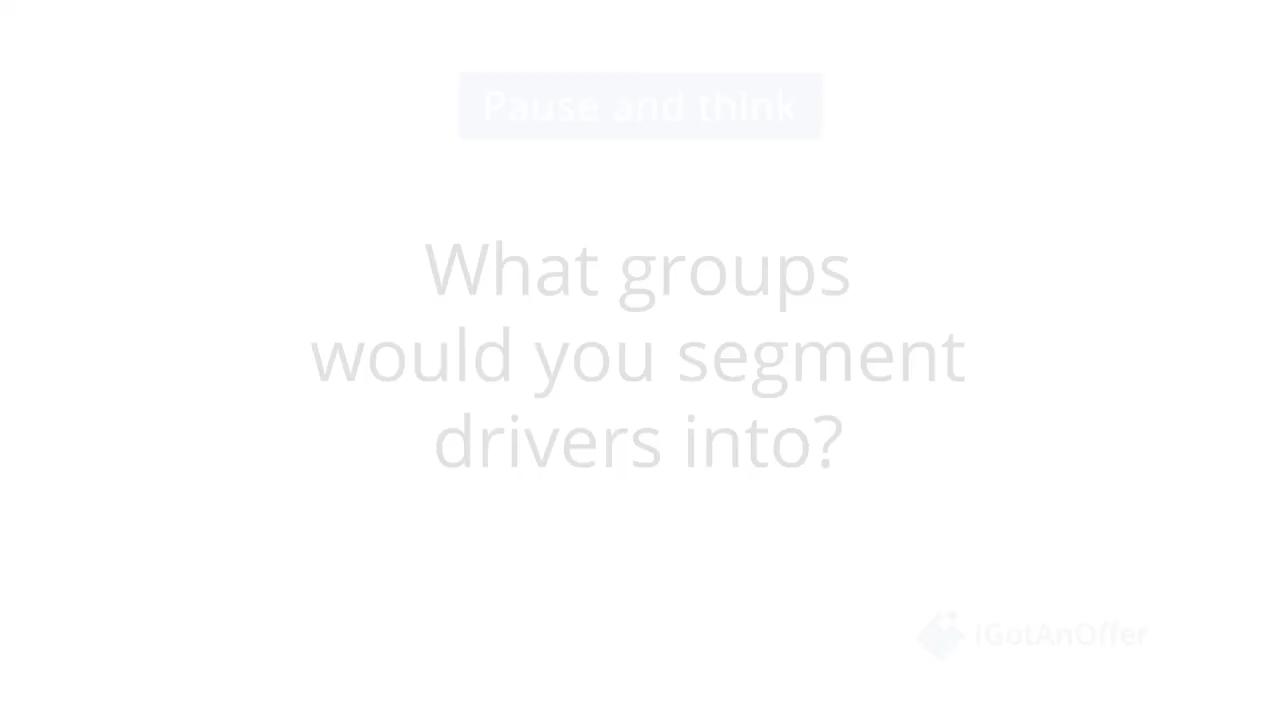 Pause and think
What groups
would you segment
drivers into?
IGotAnOffer